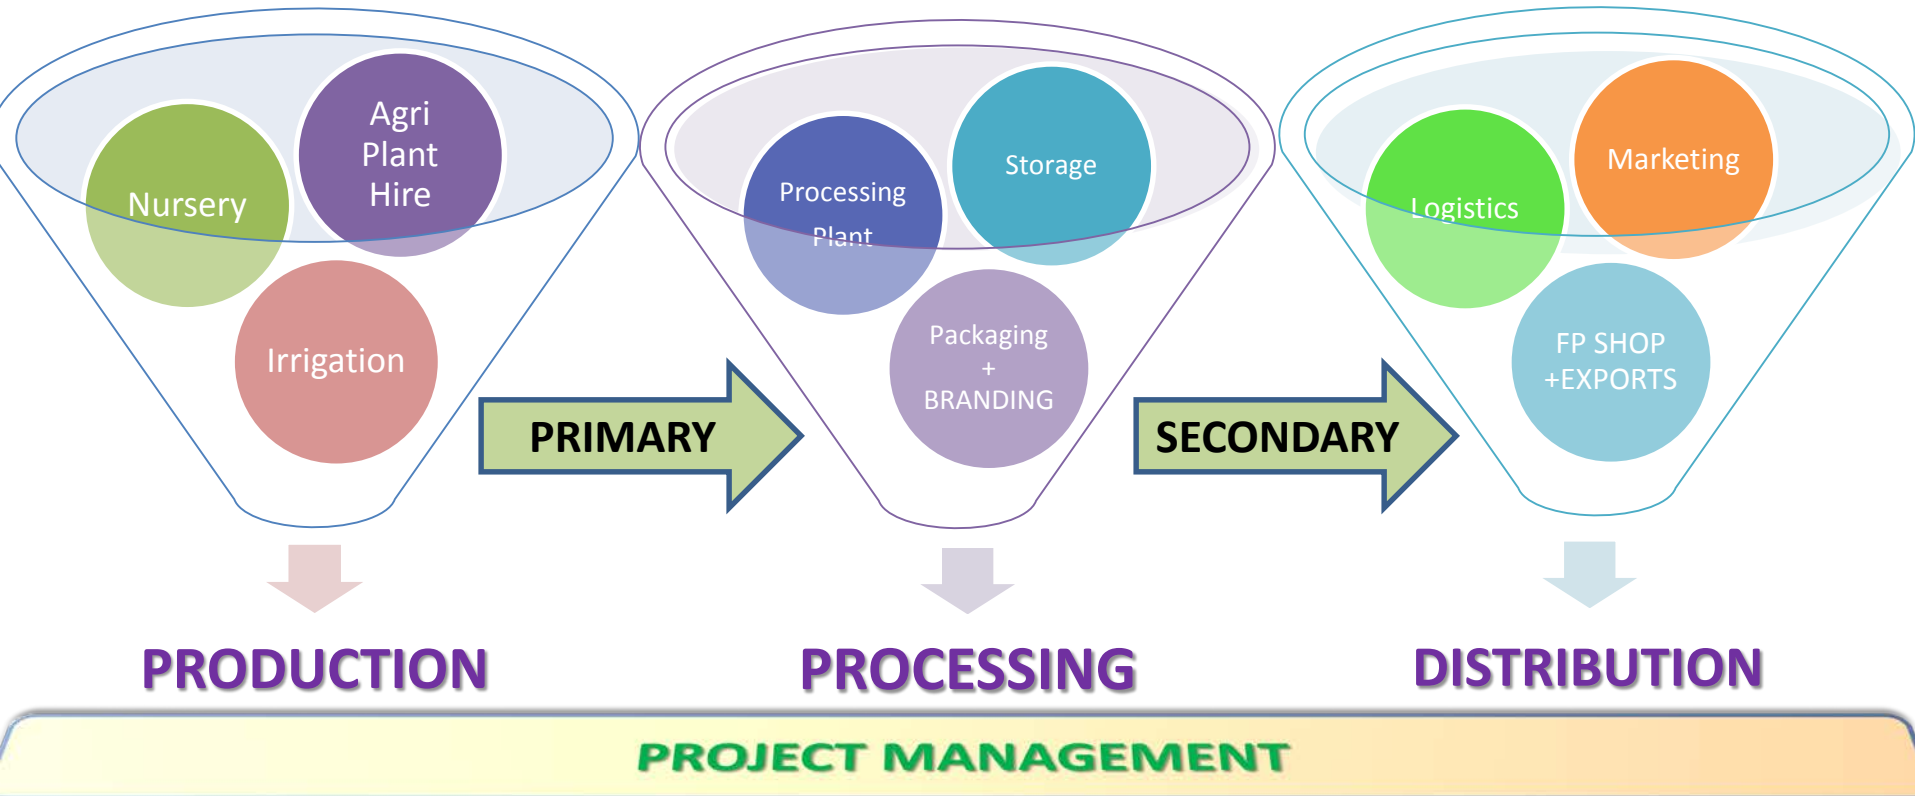 Nursery
Agri
Plant
Hire
Irrigation
PRIMARY
Processing
Plant
Storage
Packaging
+
BRANDING
SECONDARY
Logistics
Marketing
FP SHOP
+EXPORTS
PRODUCTION
PROCESSING
DISTRIBUTION
PROJECT MANAGEMENT